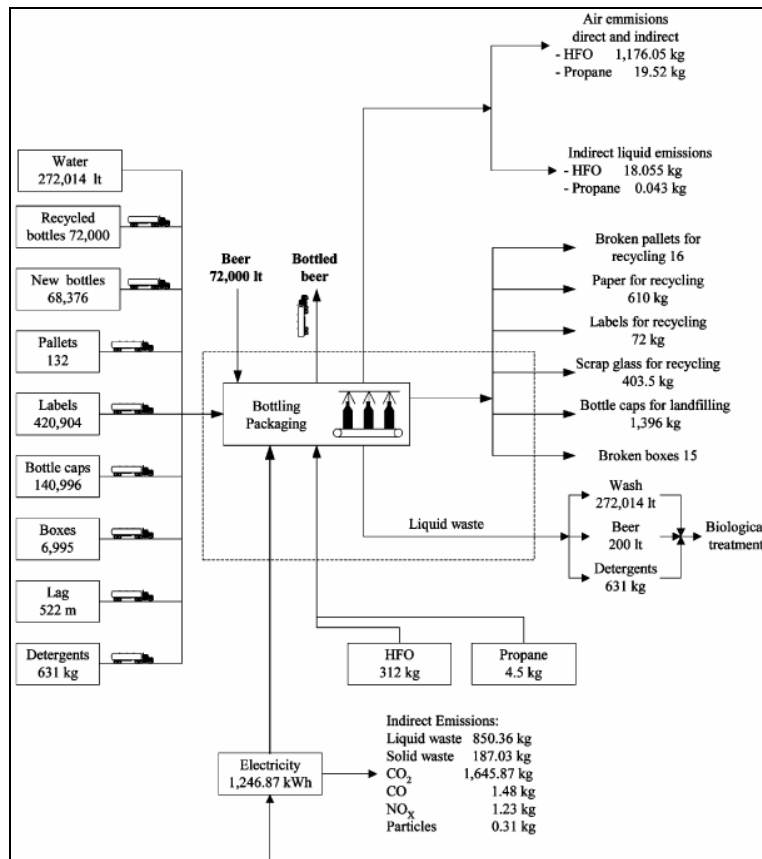 Air emmisions
direct and indirect
- HFO 1,176.05 kg
- Propane 19.52 kg
Indirect liquid emissions
- HFO 18.055 kg
- Propane 0.043 kg
Water
272,014 lt
Recycled
bottles 72,000
New bottles
68,376
Pallets
132
Labels
420,904
Bottle caps
140,996
Boxes
6,995
Lag
522 m
Detergents
631 kg
Beer
72,000 lt
Bottled
beer
Bottling
Packaging
Broken pallets for
recycling 16
Paper for recycling
610 kg
Labels for recycling
72 kg
Scrap glass for recycling
403.5 kg
Bottle caps for landfilling
1,396 kg
Broken boxes 15
Liquid waste
Wash
272,014 lt
Beer
200 lt
Detergents
631 kg
Biological
treatment
HFO
312 kg
Propane
4.5 kg
Electricity
1,246.87 kWh
Indirect Emissions:
Liquid waste 850.36 kg
Solid waste 187.03 kg
CO2 1,645.87 kg
CO 1.48 kg
NOX 1.23 kg
Particles 0.31 kg